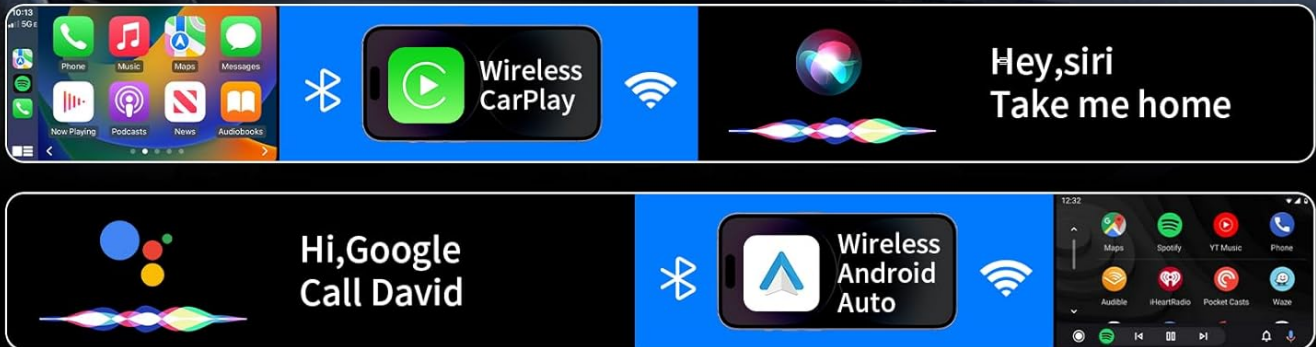 10:13
5G
Phone
Music
Maps
Messages
Now Playing
Podcasts
News
Audiobooks
Wireless
CarPlay
Hey,siri
Take me home
Hi,Google
Call David
Wireless
Android
Auto
12:32
Maps
Spotify
YT Music
Phone
Audible
iHeartRadio
Pocket Casts
Waze